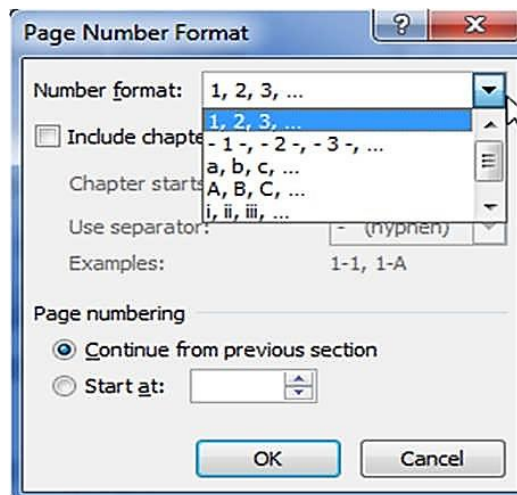 Page Number Format
Number format: 1, 2, 3, ...
1, 2, 3, ...
Include chapte
- 1 -, - 2 -, - 3 -, ...
a, b, c, ...
Chapter starts
A, B, C, ...
i, ii, iii, ...
Use separator: - (hyphen)
Examples: 1-1, 1-A
Page numbering
Continue from previous section
Start at:
OK Cancel